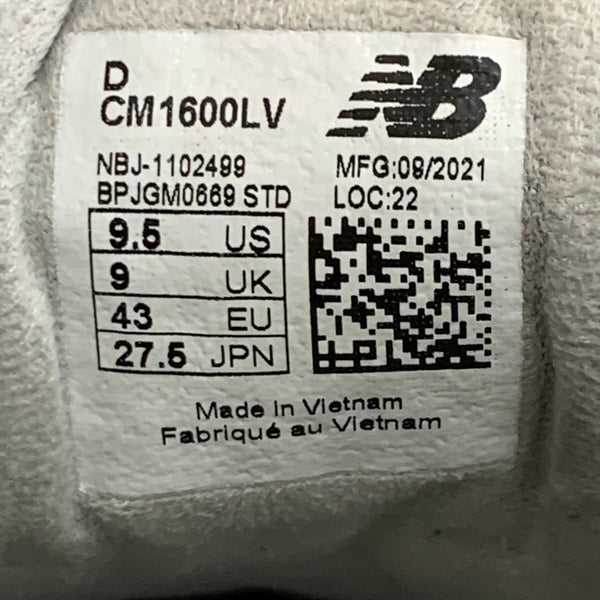 D
CM1600LV
NB
NBJ-1102499
MFG:09/2021
BPJGM0669 STD
LOC:22
9.5 US
9 UK
43 EU
27.5 JPN
Made in Vietnam
Fabriqué au Vietnam